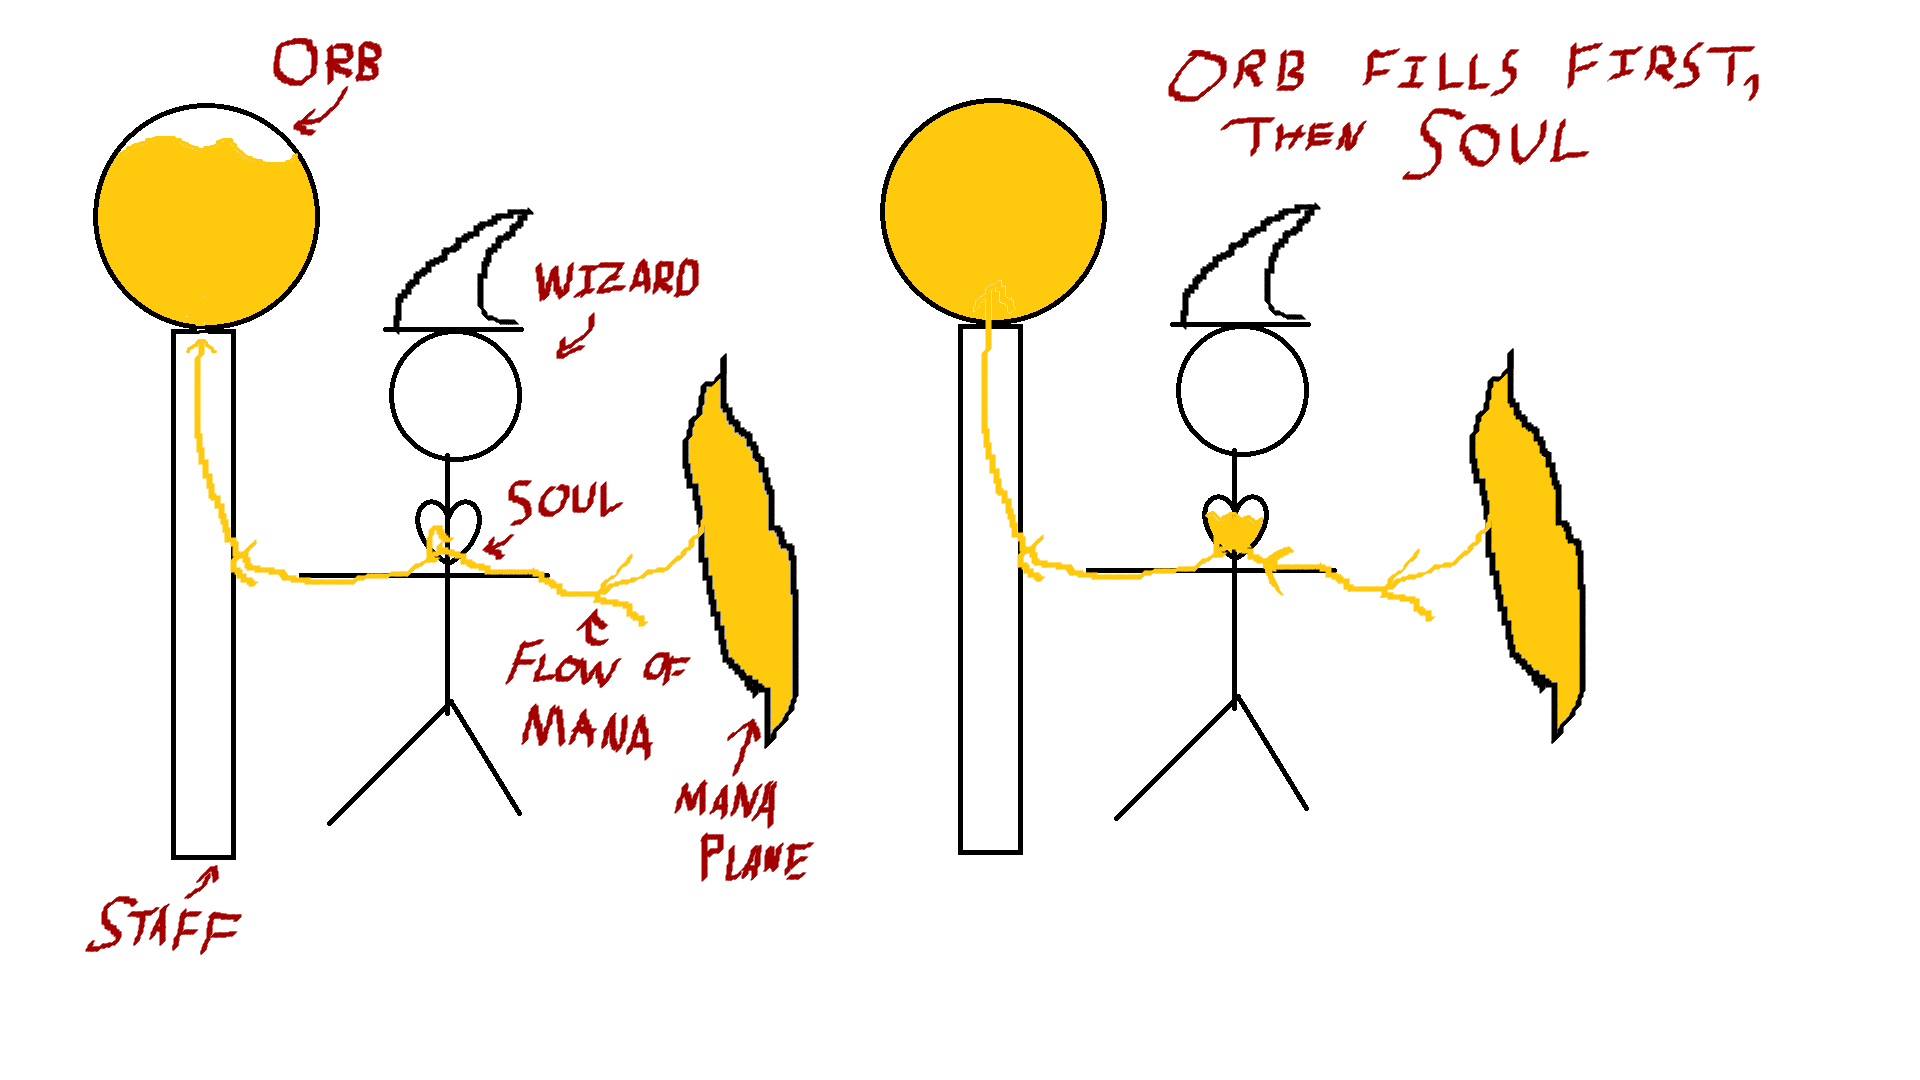 ORB
ORB FILLS FIRST,
THEN SOUL
WIZARD
SOUL
FLOW OF
MANA
MANA
PLANE
STAFF